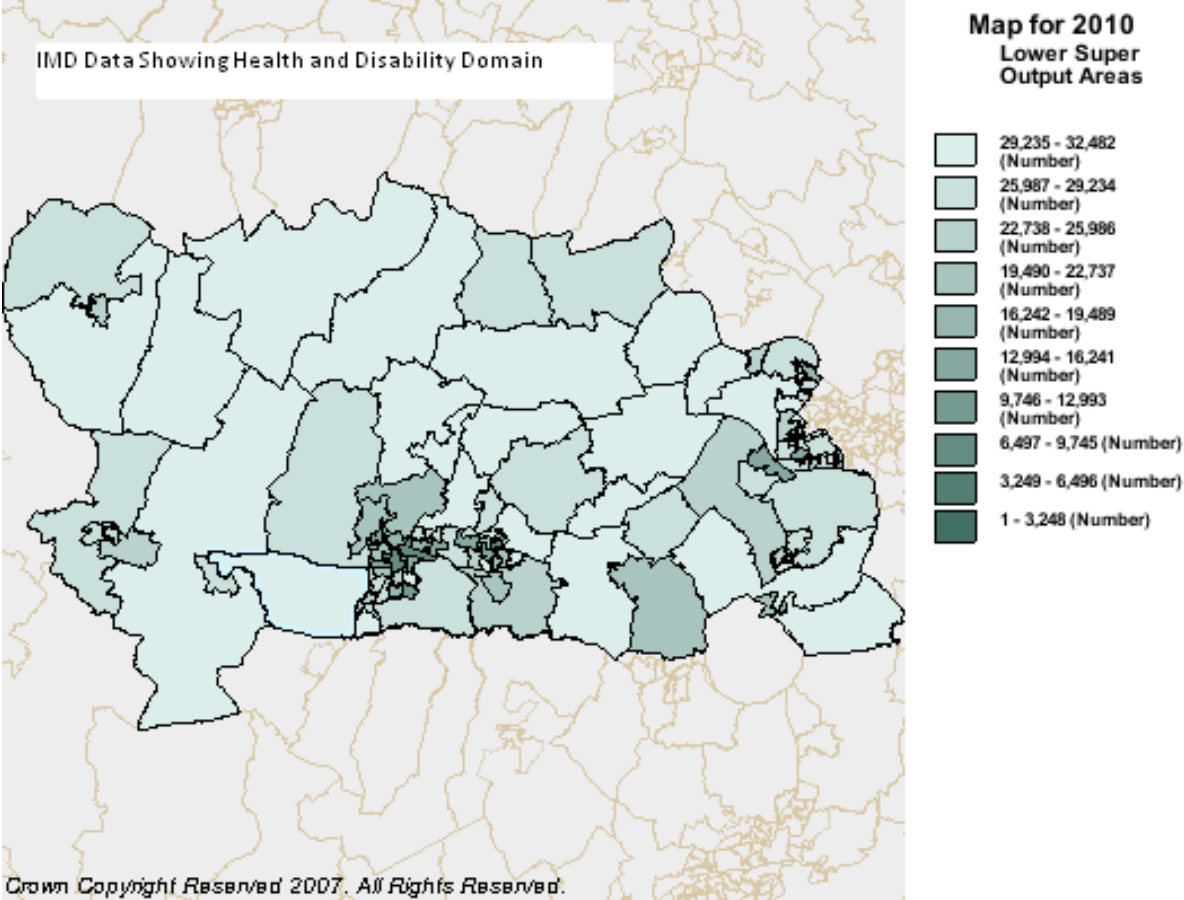 IMD Data Showing Health and Disability Domain
Map for 2010
Lower Super
Output Areas
29,235 - 32,482
(Number)
25,987 - 29,234
(Number)
22,738 - 25,986
(Number)
19,490 - 22,737
(Number)
16,242 - 19,489
(Number)
12,994 - 16,241
(Number)
9,746 - 12,993
(Number)
6,497 - 9,745 (Number)
3,249 - 6,496 (Number)
1 - 3,248 (Number)
Crown Copyright Reserved 2007. All Rights Reserved.